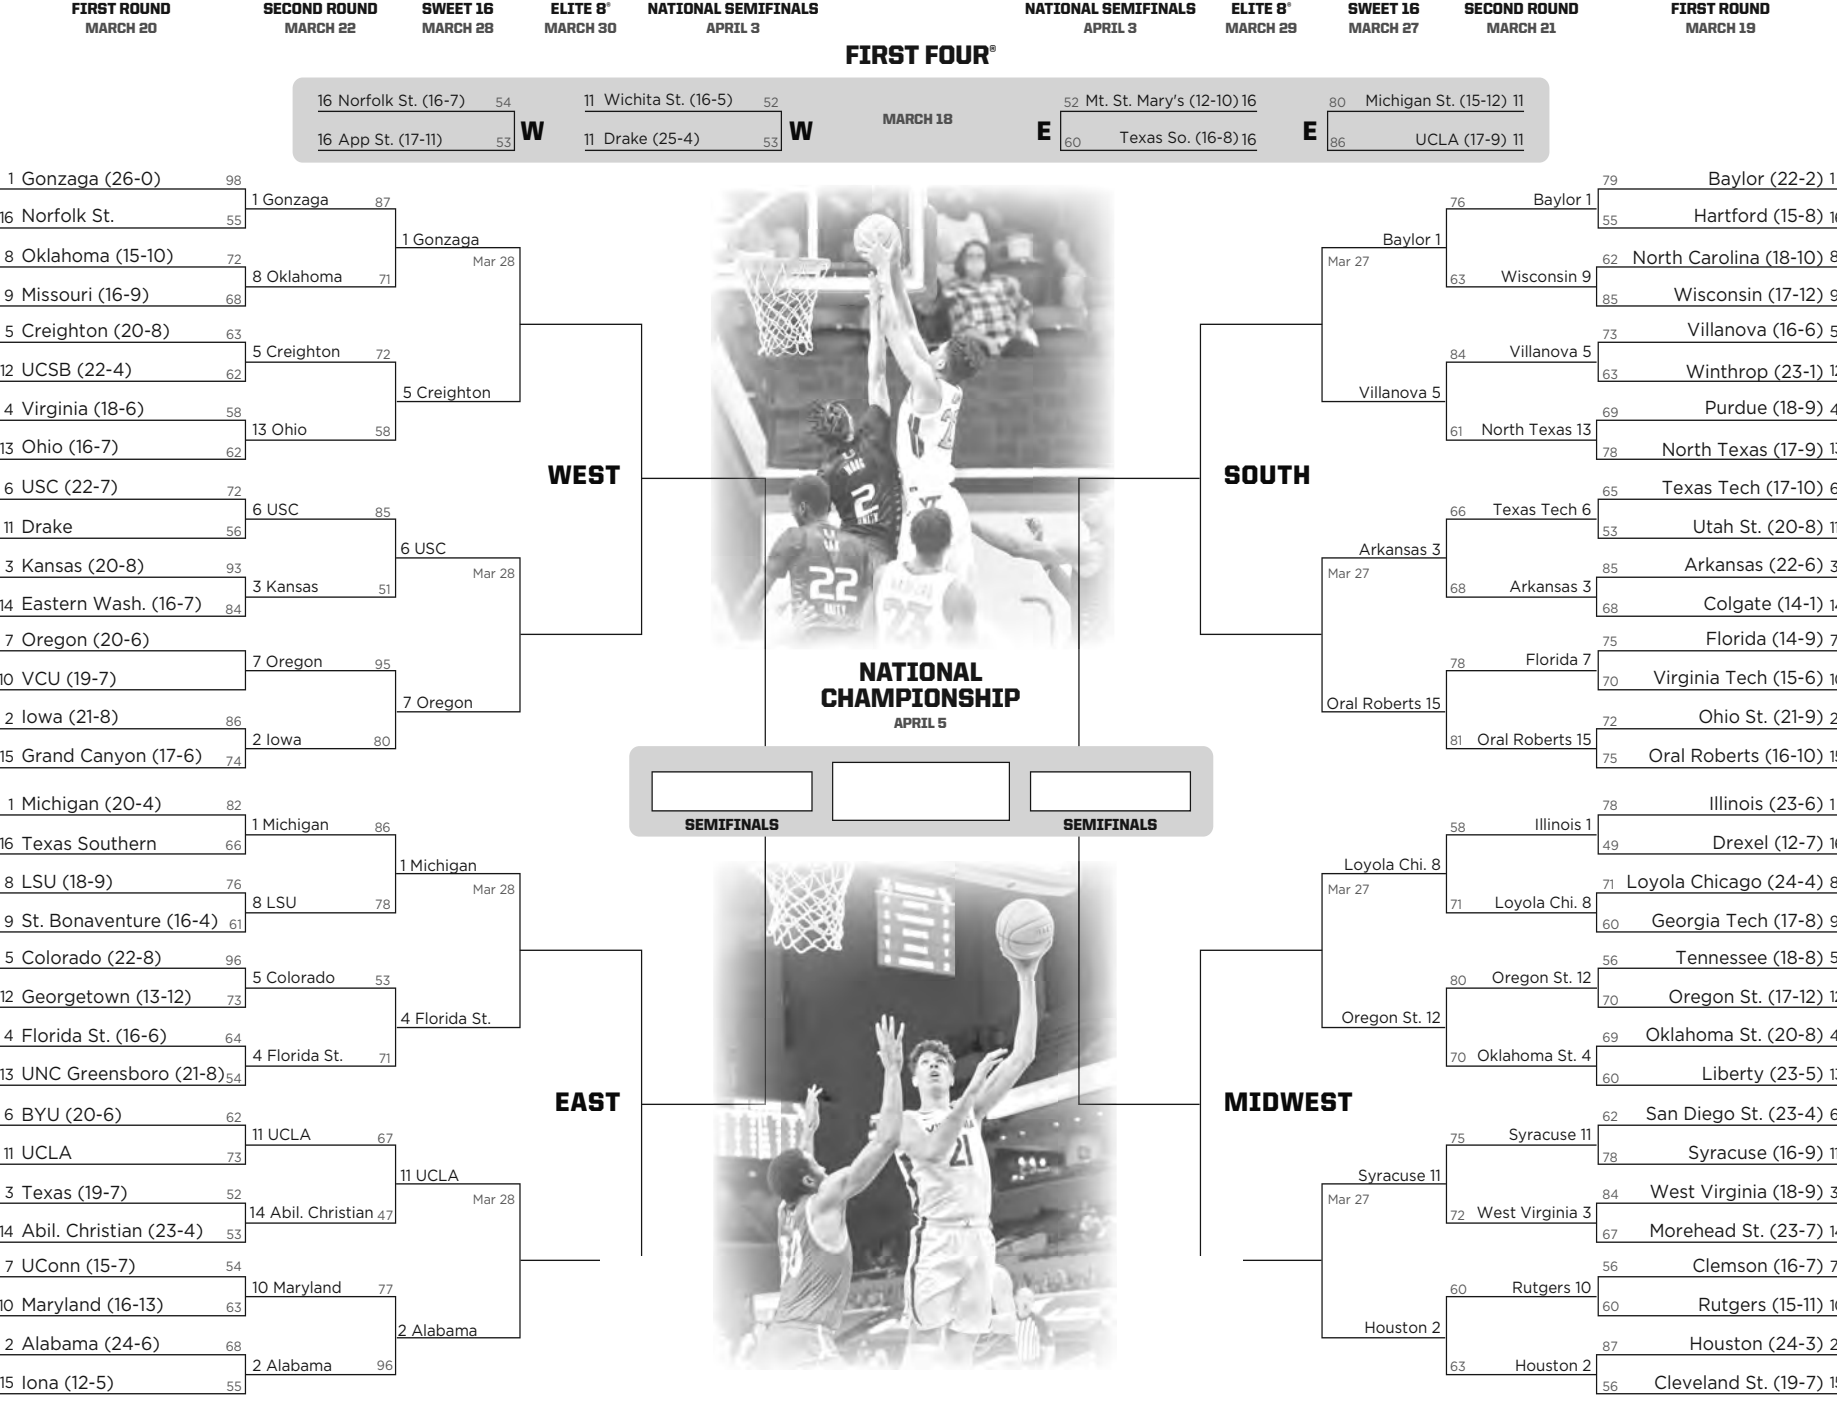 FIRST ROUND
MARCH 20
SECOND ROUND
MARCH 22
SWEET 16
MARCH 28
ELITE 8®
MARCH 30
NATIONAL SEMIFINALS
APRIL 3
NATIONAL SEMIFINALS
APRIL 3
ELITE 8®
MARCH 29
SWEET 16
MARCH 27
SECOND ROUND
MARCH 21
FIRST ROUND
MARCH 19
FIRST FOUR®
16 Norfolk St. (16-7) 54
16 App St. (17-11) 53
W
11 Wichita St. (16-5) 52
11 Drake (25-4) 53
W
MARCH 18
E
52 Mt. St. Mary's (12-10) 16
60 Texas So. (16-8) 16
E
80 Michigan St. (15-12) 11
86 UCLA (17-9) 11
1 Gonzaga (26-0) 98
16 Norfolk St. 55
8 Oklahoma (15-10) 72
9 Missouri (16-9) 68
5 Creighton (20-8) 63
12 UCSB (22-4) 62
4 Virginia (18-6) 58
13 Ohio (16-7) 62
6 USC (22-7) 72
11 Drake 56
3 Kansas (20-8) 93
14 Eastern Wash. (16-7) 84
7 Oregon (20-6)
10 VCU (19-7)
2 Iowa (21-8) 86
15 Grand Canyon (17-6) 74
1 Gonzaga 87
8 Oklahoma 71
5 Creighton 72
13 Ohio 58
6 USC 85
3 Kansas 51
7 Oregon 95
2 Iowa 80
1 Gonzaga
Mar 28
5 Creighton
6 USC
Mar 28
7 Oregon
WEST
1 Michigan (20-4) 82
16 Texas Southern 66
8 LSU (18-9) 76
9 St. Bonaventure (16-4) 61
5 Colorado (22-8) 96
12 Georgetown (13-12) 73
4 Florida St. (16-6) 64
13 UNC Greensboro (21-8) 54
6 BYU (20-6) 62
11 UCLA 73
3 Texas (19-7) 52
14 Abil. Christian (23-4) 53
7 UConn (15-7) 54
10 Maryland (16-13) 63
2 Alabama (24-6) 68
15 Iona (12-5) 55
1 Michigan 86
8 LSU 78
5 Colorado 53
4 Florida St. 71
11 UCLA 67
14 Abil. Christian 47
10 Maryland 77
2 Alabama 96
1 Michigan
Mar 28
4 Florida St.
11 UCLA
Mar 28
2 Alabama
EAST
2
22
23
NATIONAL
CHAMPIONSHIP
APRIL 5
SEMIFINALS
SEMIFINALS
21
SOUTH
Baylor 1
Mar 27
Villanova 5
Arkansas 3
Mar 27
Oral Roberts 15
76 Baylor 1
63 Wisconsin 9
84 Villanova 5
61 North Texas 13
66 Texas Tech 6
68 Arkansas 3
78 Florida 7
81 Oral Roberts 15
79 Baylor (22-2) 1
55 Hartford (15-8)
62 North Carolina (18-10) 8
85 Wisconsin (17-12) 9
73 Villanova (16-6) 5
63 Winthrop (23-1)
69 Purdue (18-9) 4
78 North Texas (17-9)
65 Texas Tech (17-10) 6
53 Utah St. (20-8)
85 Arkansas (22-6) 3
68 Colgate (14-1)
75 Florida (14-9) 7
70 Virginia Tech (15-6)
72 Ohio St. (21-9) 2
75 Oral Roberts (16-10)
MIDWEST
Loyola Chi. 8
Mar 27
Oregon St. 12
Syracuse 11
Mar 27
Houston 2
58 Illinois 1
71 Loyola Chi. 8
80 Oregon St. 12
70 Oklahoma St. 4
75 Syracuse 11
72 West Virginia 3
60 Rutgers 10
63 Houston 2
78 Illinois (23-6) 1
49 Drexel (12-7)
71 Loyola Chicago (24-4) 8
60 Georgia Tech (17-8) 9
56 Tennessee (18-8) 5
70 Oregon St. (17-12)
69 Oklahoma St. (20-8) 4
60 Liberty (23-5)
62 San Diego St. (23-4) 6
78 Syracuse (16-9)
84 West Virginia (18-9) 3
67 Morehead St. (23-7)
56 Clemson (16-7) 7
60 Rutgers (15-11)
87 Houston (24-3) 2
56 Cleveland St. (19-7)